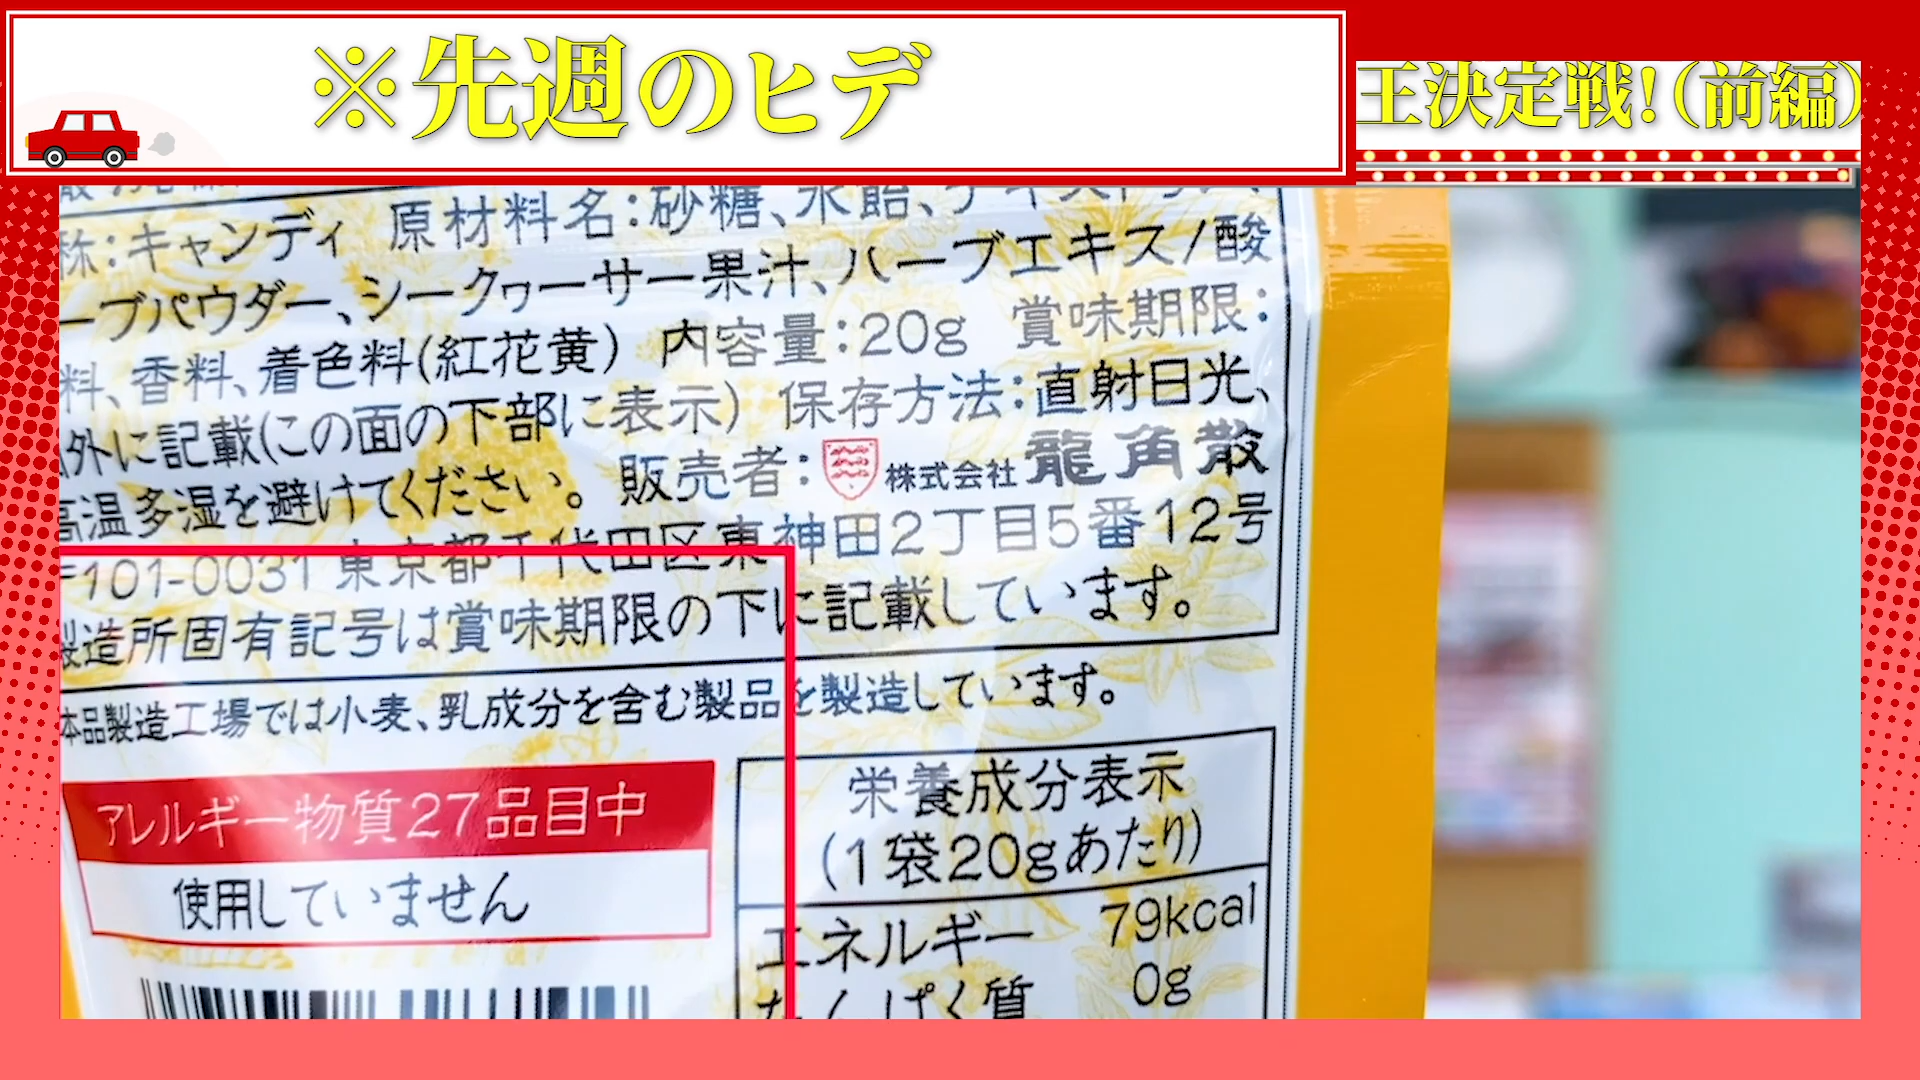 ※先週のヒデ
王決定戦!(前編)
称:キャンディ 原材料名:砂糖、水飴、デキストリン、
ーブパウダー、シークヮーサー果汁、ハーブエキス/酸
料、香料、着色料(紅花黄) 内容量:20g 賞味期限:
外に記載(この面の下部に表示) 保存方法:直射日光、
高温多湿を避けてください。 販売者: 株式会社龍角散
〒101-0031 東京都千代田区東神田2丁目5番12号
製造所固有記号は賞味期限の下に記載しています。
本品製造工場では小麦、乳成分を含む製品を製造しています。
アレルギー物質27品目中
使用していません
栄養成分表示
(1袋20gあたり)
エネルギー 79kcal
たんぱく質 0g